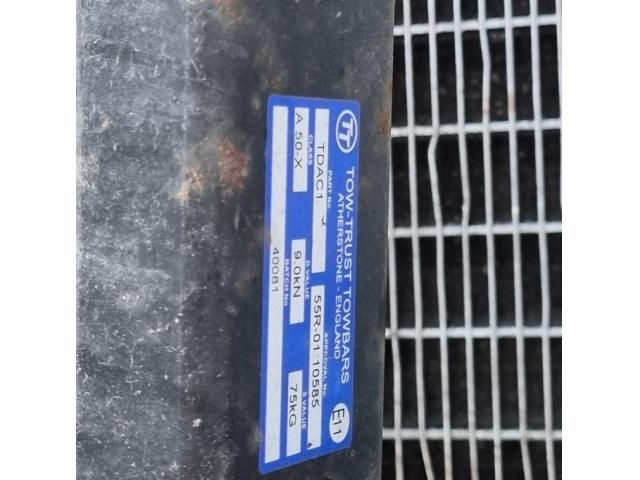 TT
TOW-TRUST TOWBARS
ATHERSTONE - ENGLAND
E11
PART No. APPROVAL No
TDAC1 55R-01 10585
CLASS D VALUE S VALUE
A 50-X 9.0kN 75KG
BATCH No
40081